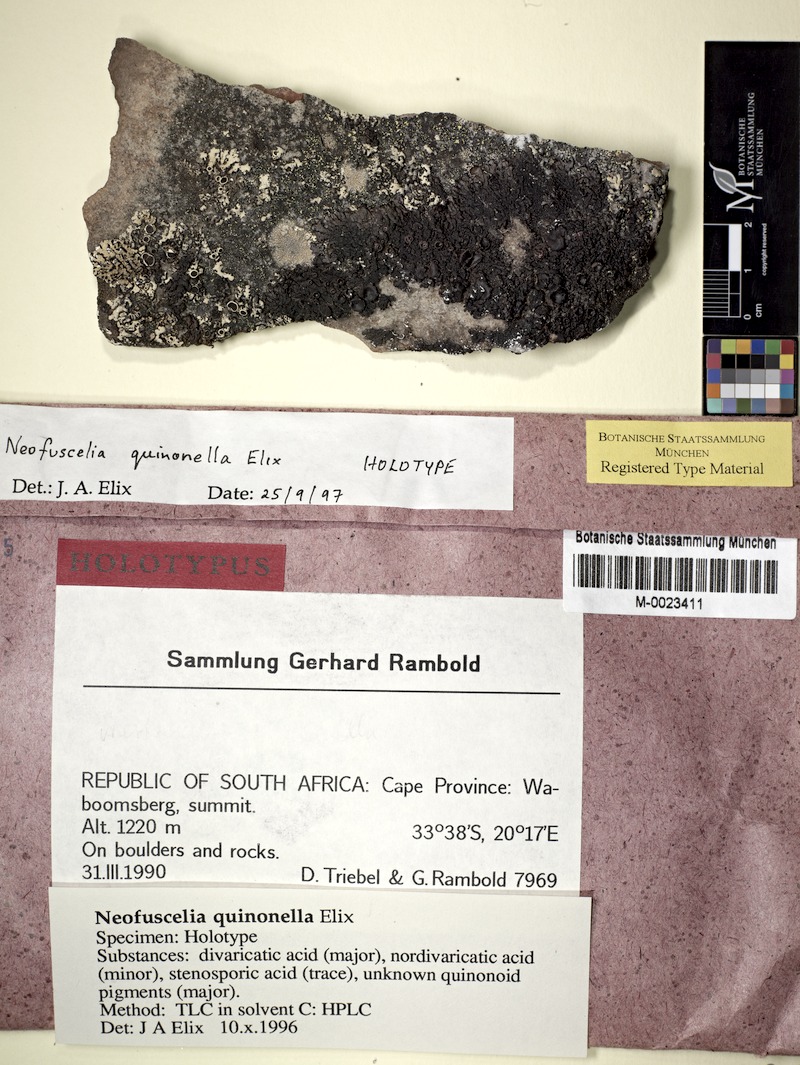 BOTANISCHE
STAATSSAMMLUNG
MÜNCHEN
copyright reserved
0 1 2
cm
Neofuscelia quinonella Elix HOLOTYPE
Det.: J. A. Elix Date: 25/9/97
BOTANISCHE STAATSSAMMLUNG
MÜNCHEN
Registered Type Material
5
HOLOTYPUS
Botanische Staatssammlung München
M-0023411
Sammlung Gerhard Rambold
REPUBLIC OF SOUTH AFRICA: Cape Province: Wa-
boomsberg, summit.
Alt. 1220 m 33°38'S, 20°17'E
On boulders and rocks.
31.III.1990 D. Triebel & G. Rambold 7969
Neofuscelia quinonella Elix
Specimen: Holotype
Substances: divaricatic acid (major), nordivaricatic acid
(minor), stenosporic acid (trace), unknown quinonoid
pigments (major).
Method: TLC in solvent C: HPLC
Det: J A Elix 10.x.1996